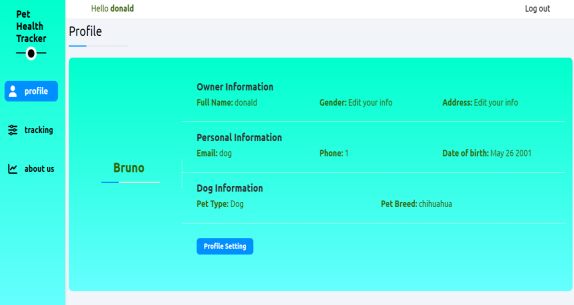 Pet
Health
Tracker
Hello donald
Log out
Profile
profile
tracking
about us
Bruno
Owner Information
Full Name: donald Gender: Edit your info Address: Edit your info
Personal Information
Email: dog Phone: 1 Date of birth: May 26 2001
Dog Information
Pet Type: Dog Pet Breed: chihuahua
Profile Setting